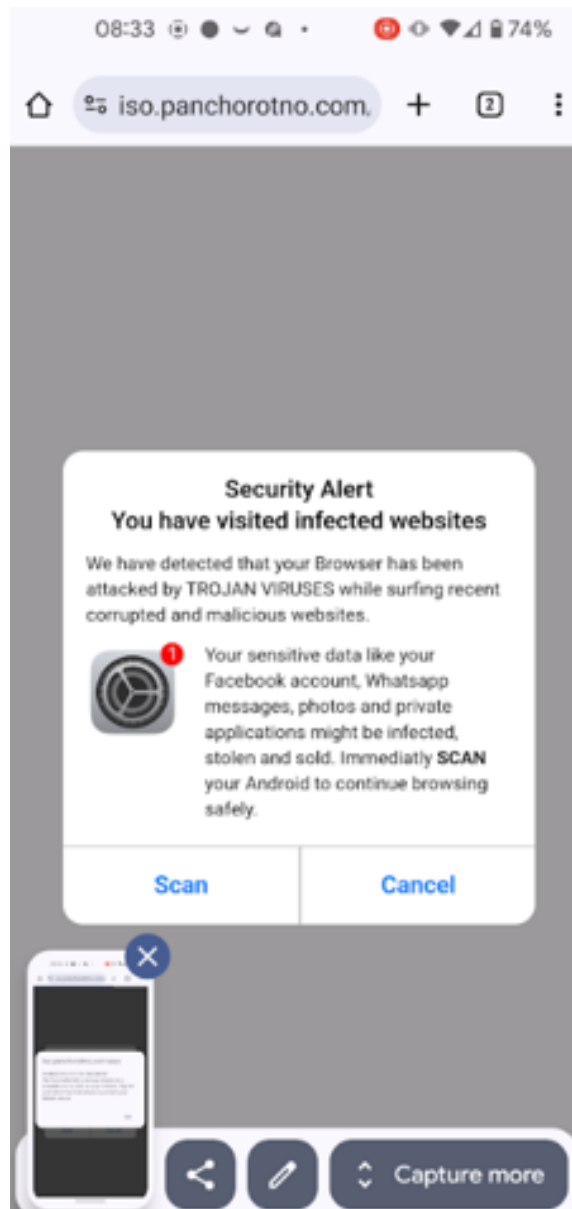 08:33
74%
iso.panchorotno.com,
2
Security Alert
You have visited infected websites
We have detected that your Browser has been
attacked by TROJAN VIRUSES while surfing recent
corrupted and malicious websites.
1
Your sensitive data like your
Facebook account, Whatsapp
messages, photos and private
applications might be infected,
stolen and sold. Immediatly SCAN
your Android to continue browsing
safely.
Scan
Cancel
Capture more